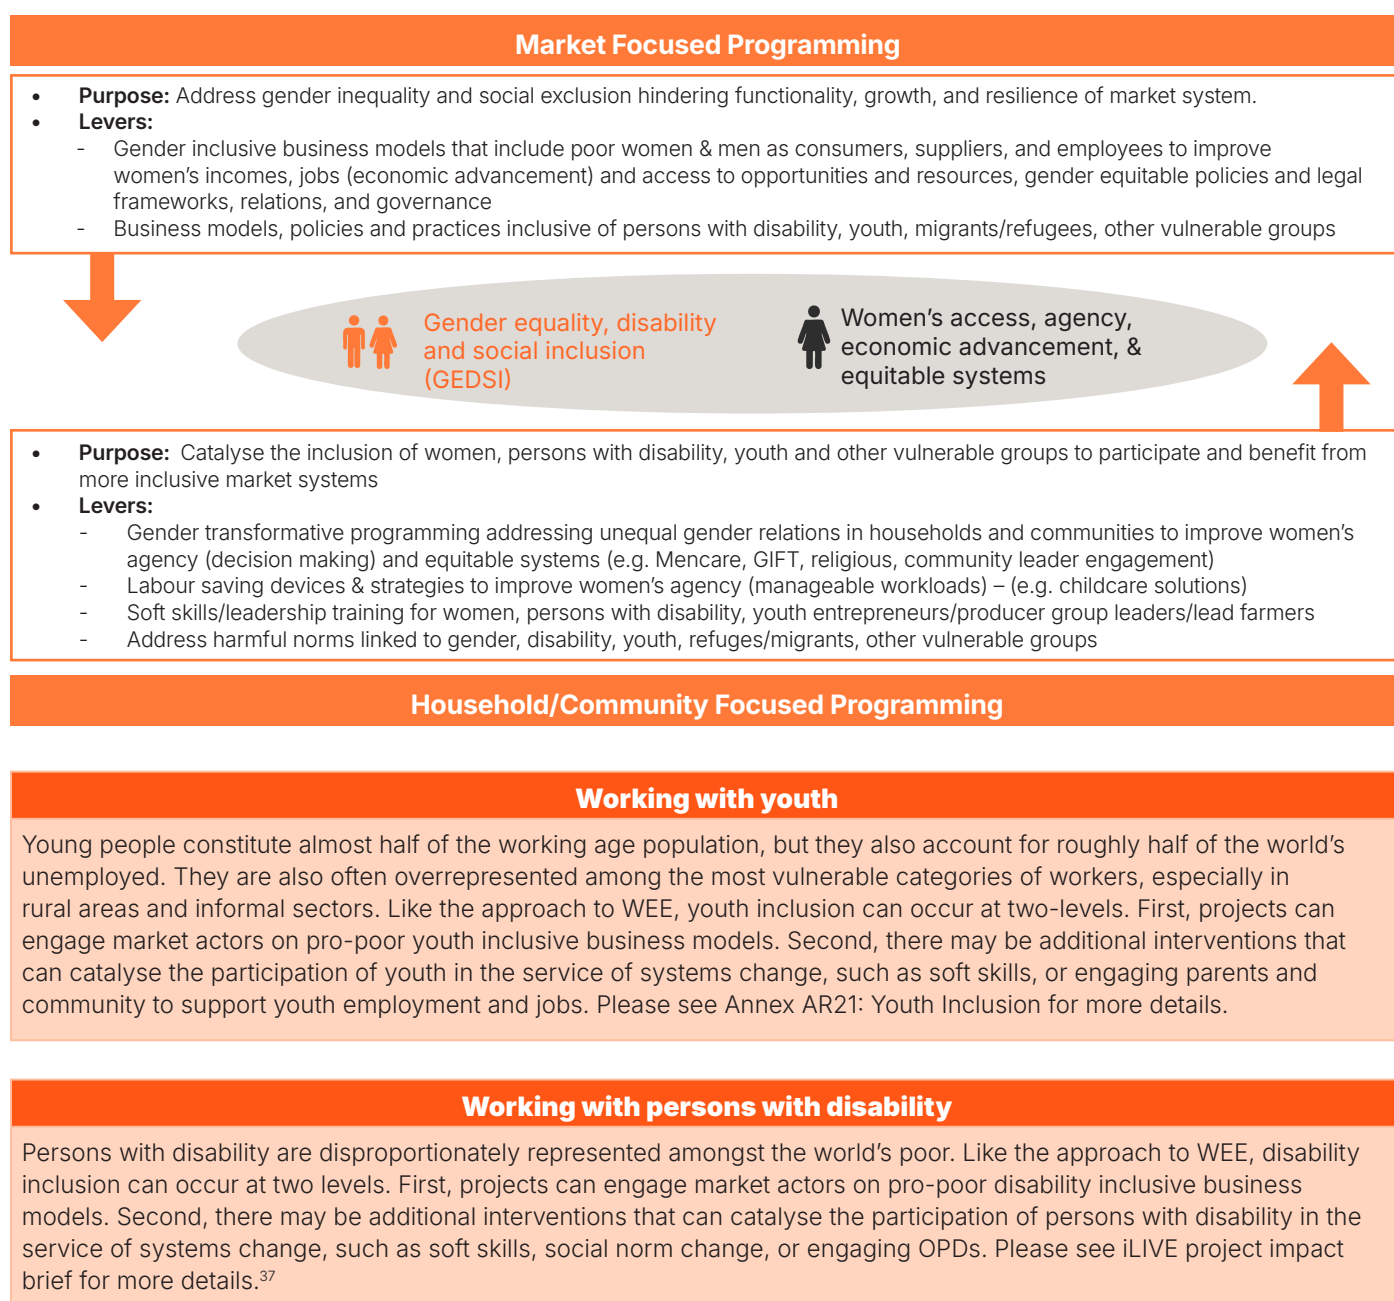 Market Focused Programming
• Purpose: Address gender inequality and social exclusion hindering functionality, growth, and resilience of market system.
• Levers:
- Gender inclusive business models that include poor women & men as consumers, suppliers, and employees to improve
women's incomes, jobs (economic advancement) and access to opportunities and resources, gender equitable policies and legal
frameworks, relations, and governance
- Business models, policies and practices inclusive of persons with disability, youth, migrants/refugees, other vulnerable groups
Gender equality, disability
and social inclusion
(GEDSI)
Women's access, agency,
economic advancement, &
equitable systems
• Purpose: Catalyse the inclusion of women, persons with disability, youth and other vulnerable groups to participate and benefit from
more inclusive market systems
• Levers:
- Gender transformative programming addressing unequal gender relations in households and communities to improve women's
agency (decision making) and equitable systems (e.g. Mencare, GIFT, religious, community leader engagement)
- Labour saving devices & strategies to improve women's agency (manageable workloads) – (e.g. childcare solutions)
- Soft skills/leadership training for women, persons with disability, youth entrepreneurs/producer group leaders/lead farmers
- Address harmful norms linked to gender, disability, youth, refuges/migrants, other vulnerable groups
Household/Community Focused Programming
Working with youth
Young people constitute almost half of the working age population, but they also account for roughly half of the world's
unemployed. They are also often overrepresented among the most vulnerable categories of workers, especially in
rural areas and informal sectors. Like the approach to WEE, youth inclusion can occur at two-levels. First, projects can
engage market actors on pro-poor youth inclusive business models. Second, there may be additional interventions that
can catalyse the participation of youth in the service of systems change, such as soft skills, or engaging parents and
community to support youth employment and jobs. Please see Annex AR21: Youth Inclusion for more details.
Working with persons with disability
Persons with disability are disproportionately represented amongst the world's poor. Like the approach to WEE, disability
inclusion can occur at two levels. First, projects can engage market actors on pro-poor disability inclusive business
models. Second, there may be additional interventions that can catalyse the participation of persons with disability in the
service of systems change, such as soft skills, social norm change, or engaging OPDs. Please see iLIVE project impact
brief for more details.37